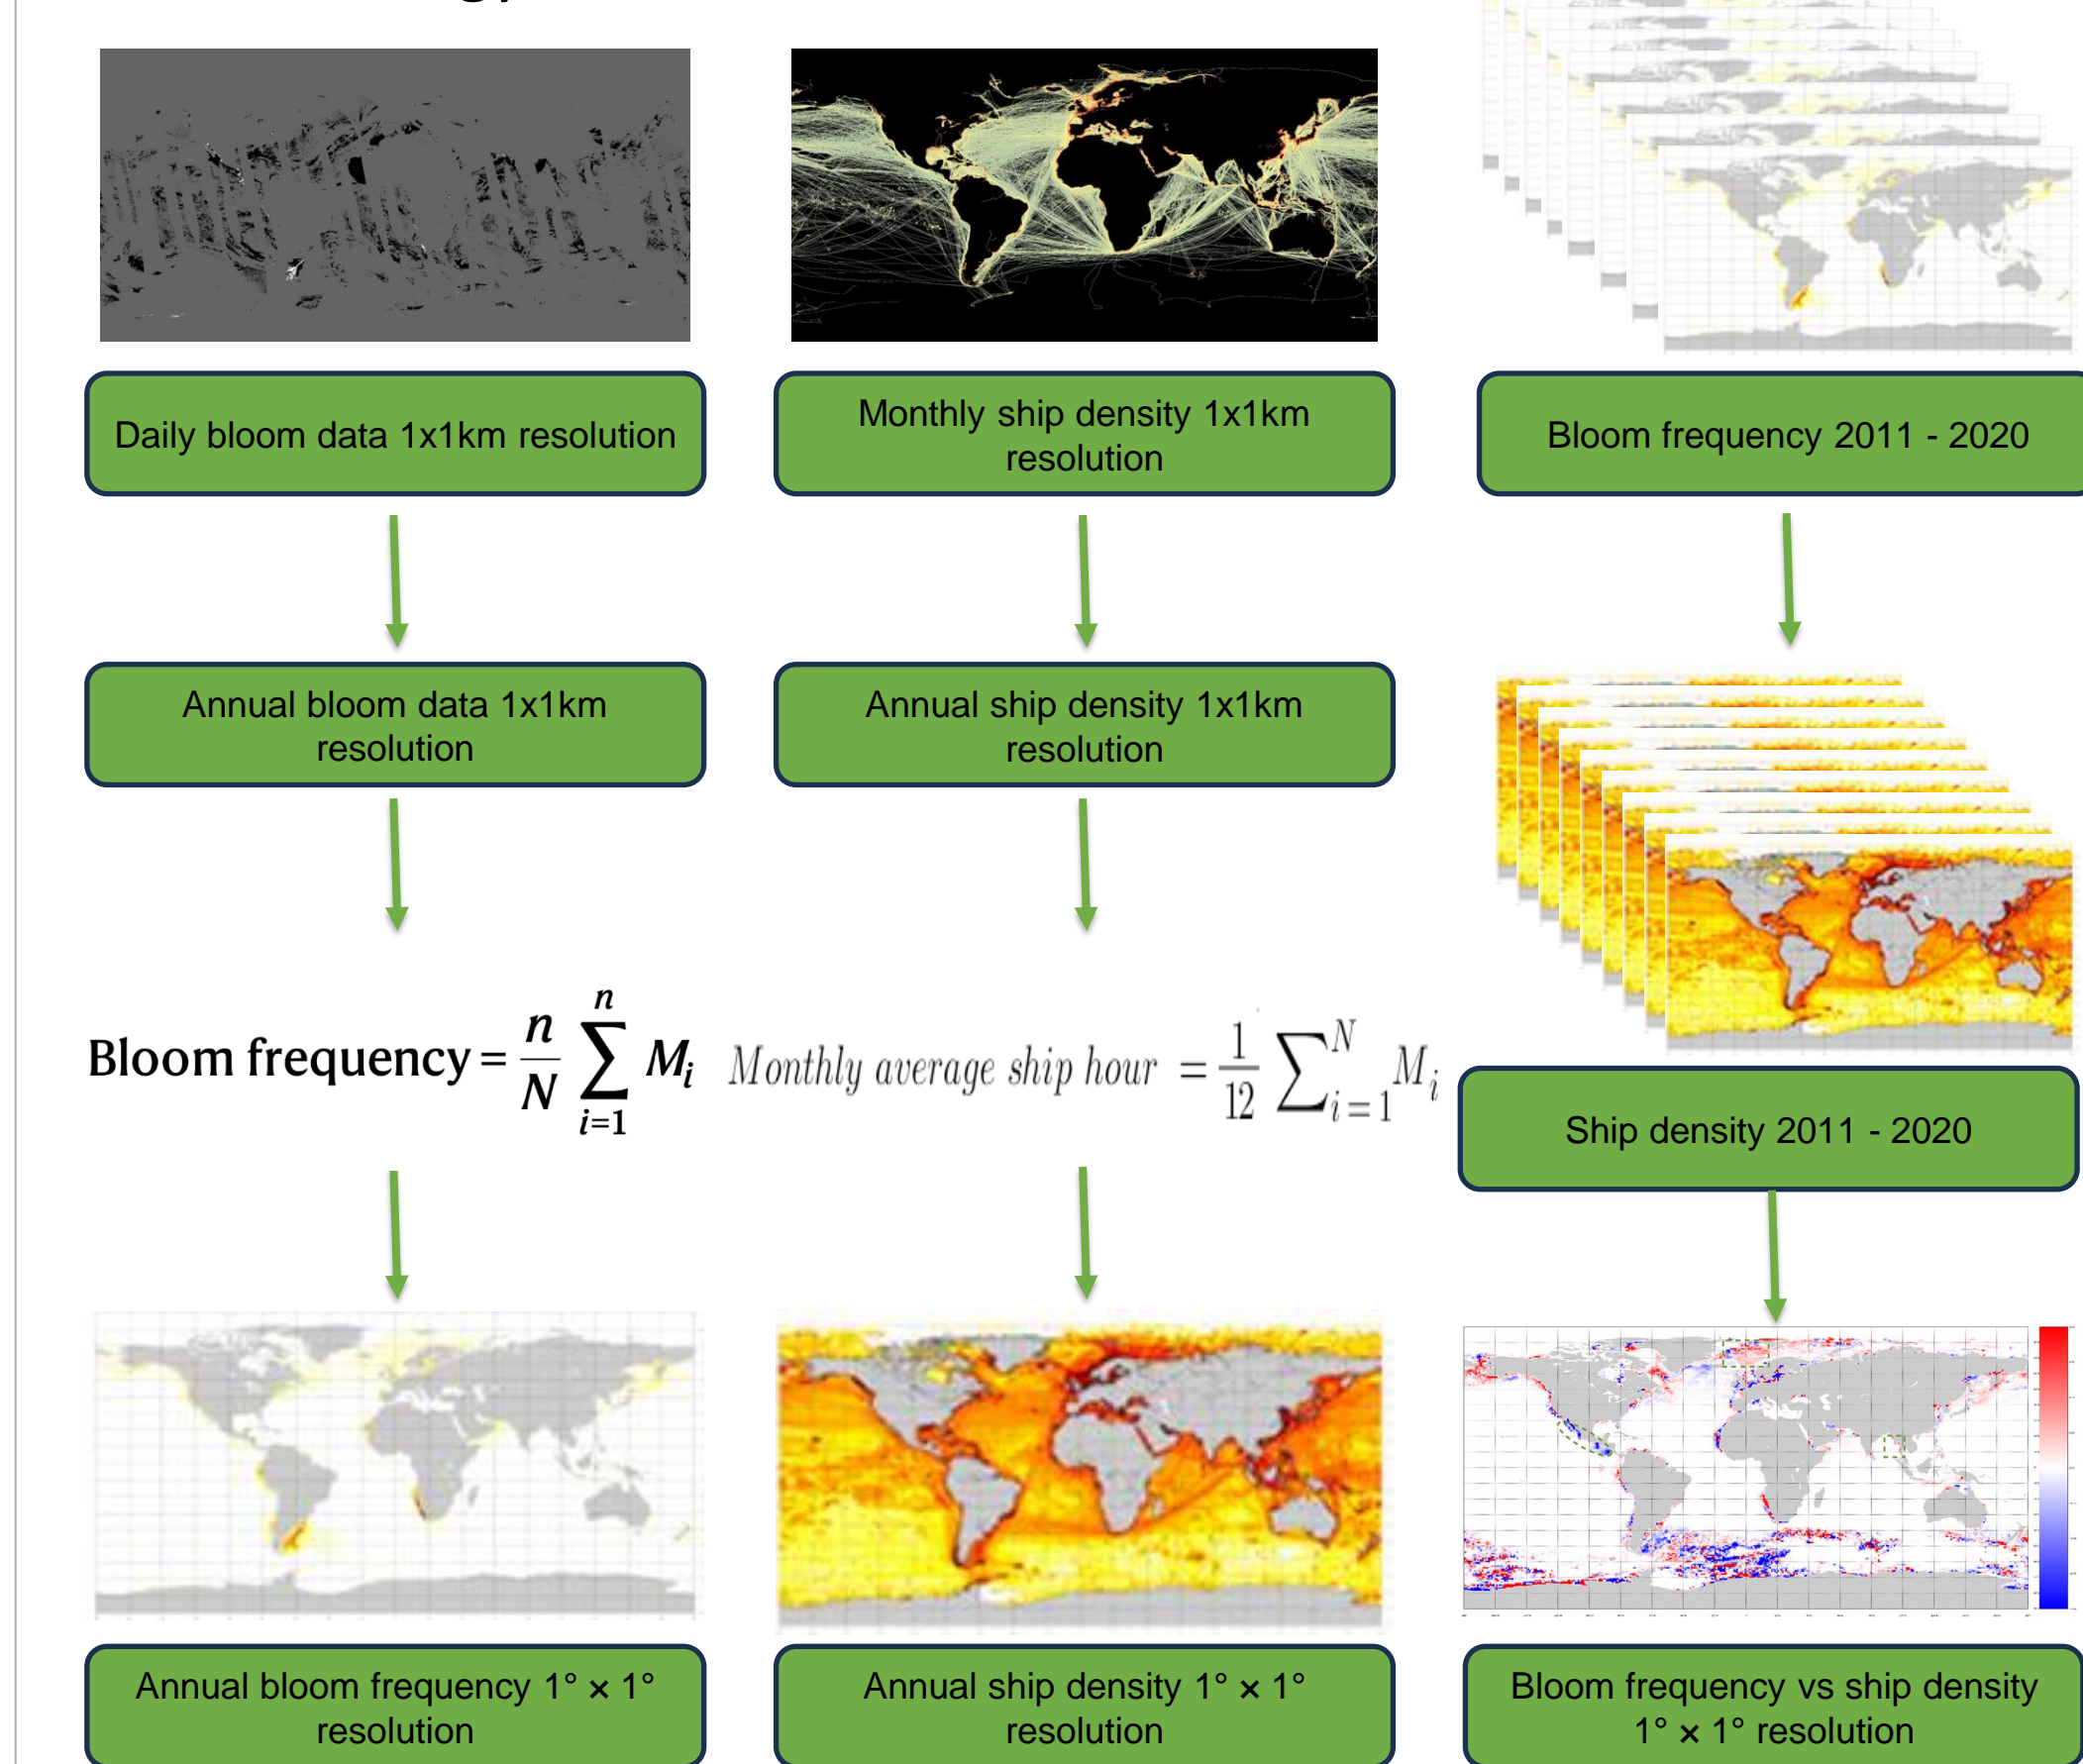 Daily bloom data 1x1km resolution
Annual bloom data 1x1km
resolution
Bloom frequency = n/N ∑_{i=1}^{n} M_i
Annual bloom frequency 1° × 1°
resolution
Monthly ship density 1x1km
resolution
Annual ship density 1x1km
resolution
Monthly average ship hour = 1/12 ∑_{i=1}^{N} M_i
Annual ship density 1° × 1°
resolution
Bloom frequency 2011 - 2020
Ship density 2011 - 2020
Bloom frequency vs ship density
1° × 1° resolution